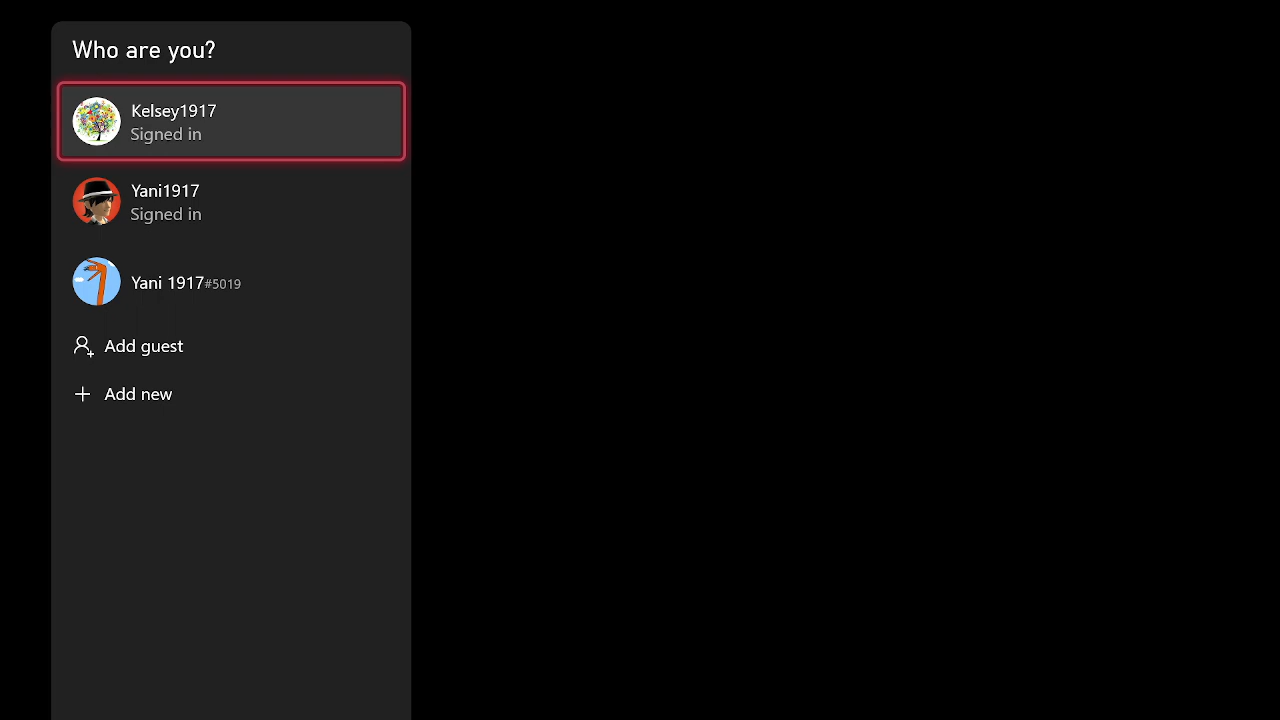 Who are you?
Kelsey1917
Signed in
Yani1917
Signed in
Yani 1917#5019
Add guest
Add new